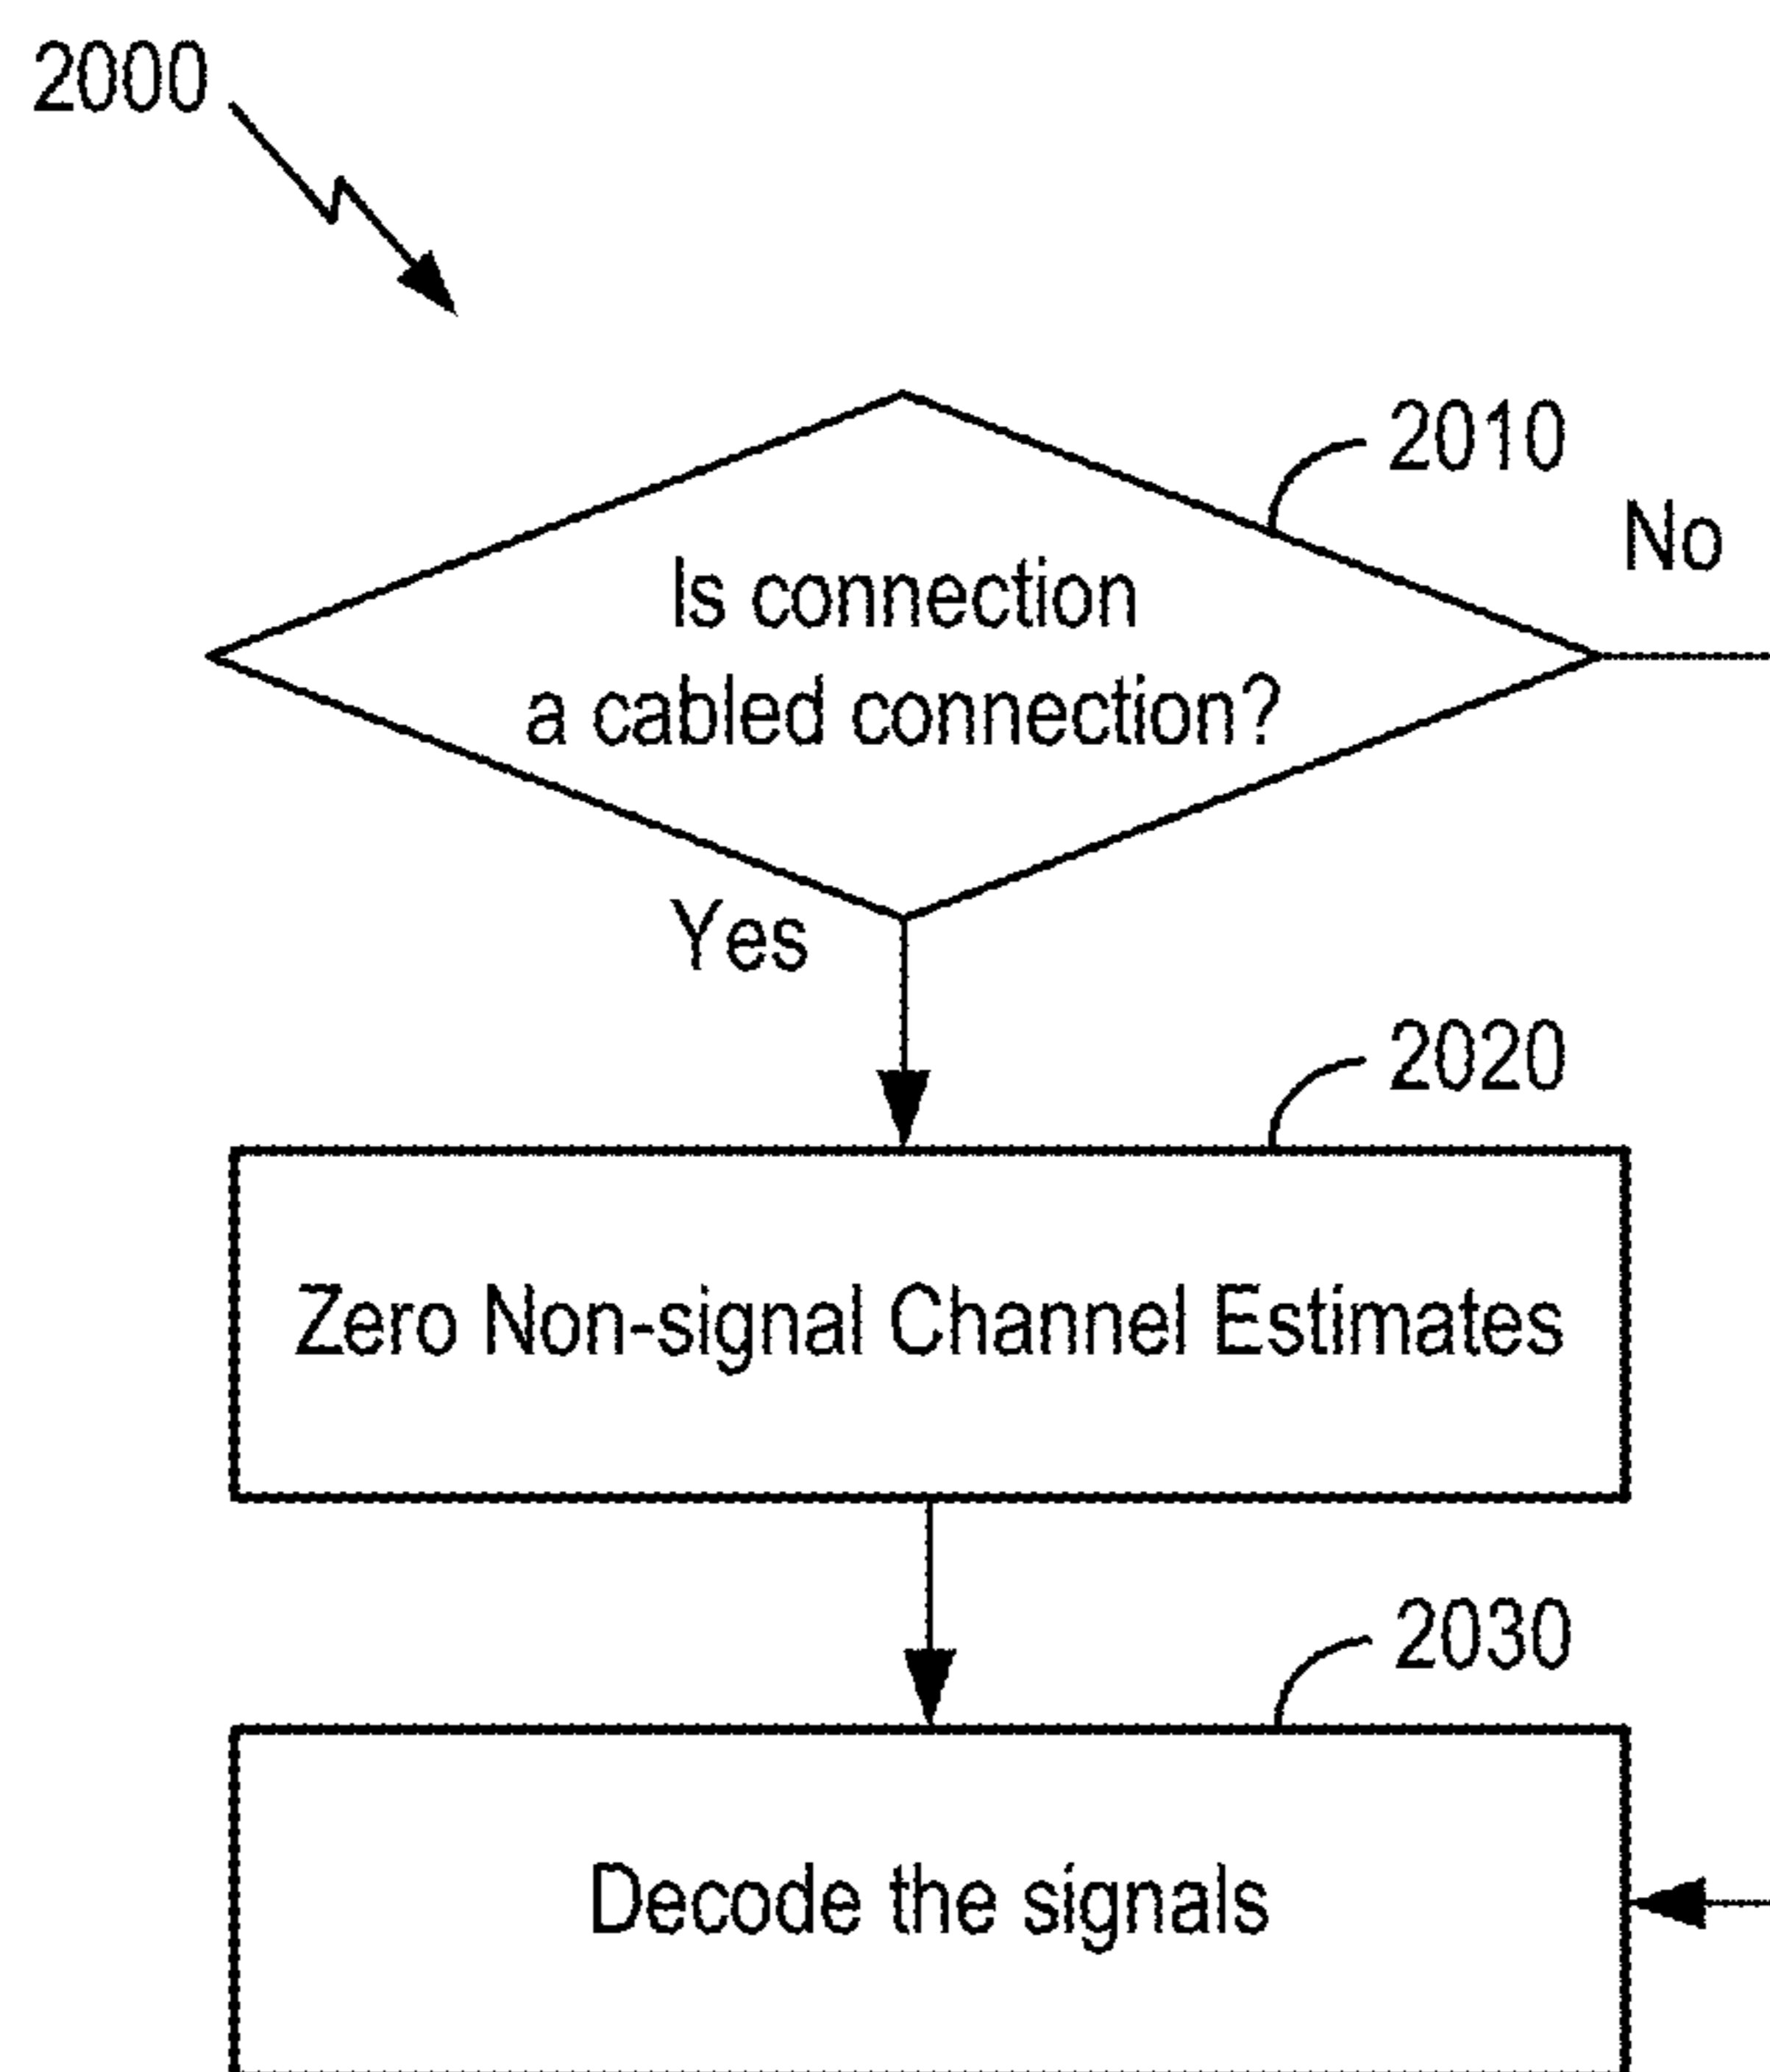 2000
2010
No
Is connection
a cabled connection?
Yes
2020
Zero Non-signal Channel Estimates
2030
Decode the signals